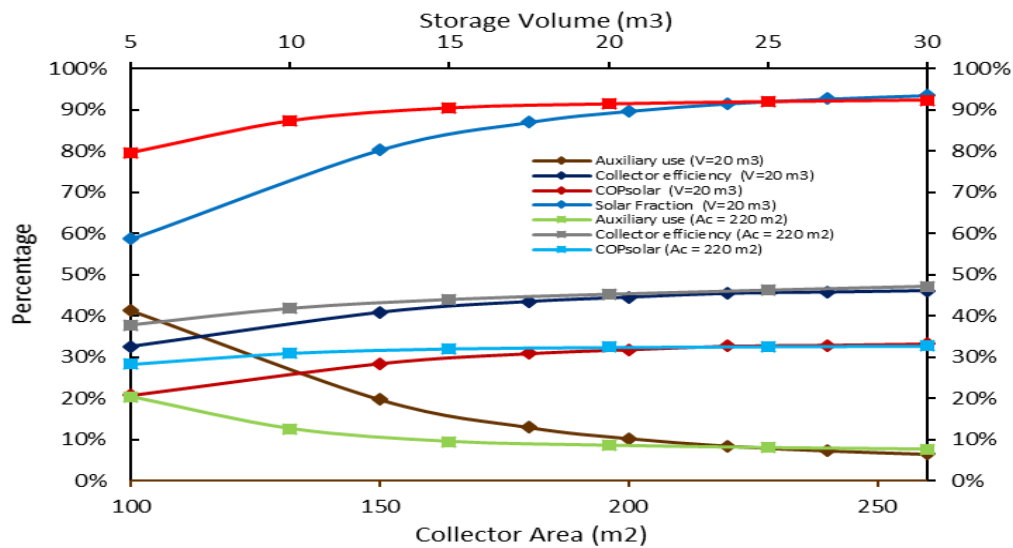 Storage Volume (m3)
5 10 15 20 25 30
100% 100%
90% 90%
80% 80%
70% 70%
60% 60%
50% 50%
40% 40%
30% 30%
20% 20%
10% 10%
0% 0%
Percentage
Auxiliary use (V=20 m3)
Collector efficiency (V=20 m3)
COPsolar (V=20 m3)
Solar Fraction (V=20 m3)
Auxiliary use (Ac = 220 m2)
Collector efficiency (Ac = 220 m2)
COPsolar (Ac = 220 m2)
100 150 200 250
Collector Area (m2)